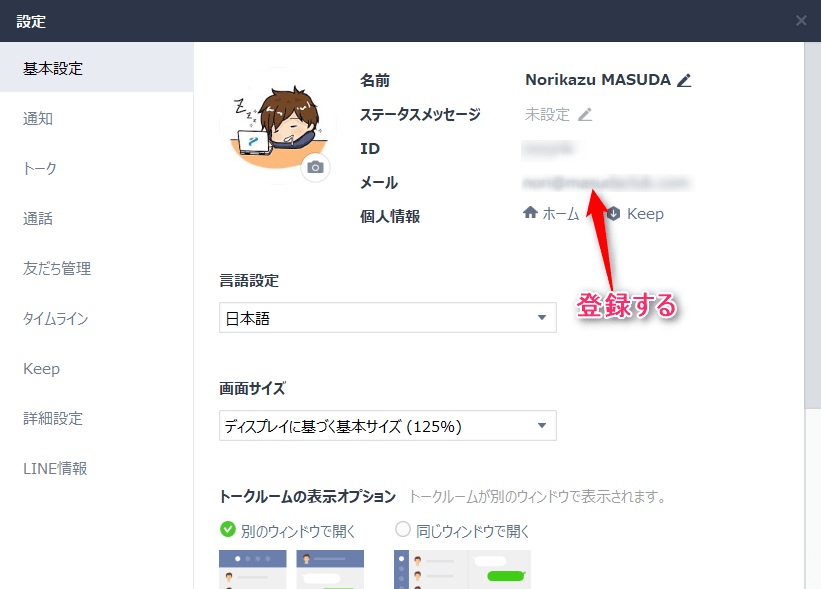 設定
基本設定
通知
トーク
通話
友だち管理
タイムライン
Keep
詳細設定
LINE情報
名前 Norikazu MASUDA
ステータスメッセージ 未設定
ID
メール
個人情報 ホーム Keep
登録する
言語設定
日本語
画面サイズ
ディスプレイに基づく基本サイズ (125%)
トークルームの表示オプション トークルームが別のウィンドウで表示されます。
別のウィンドウで開く 同じウィンドウで開く